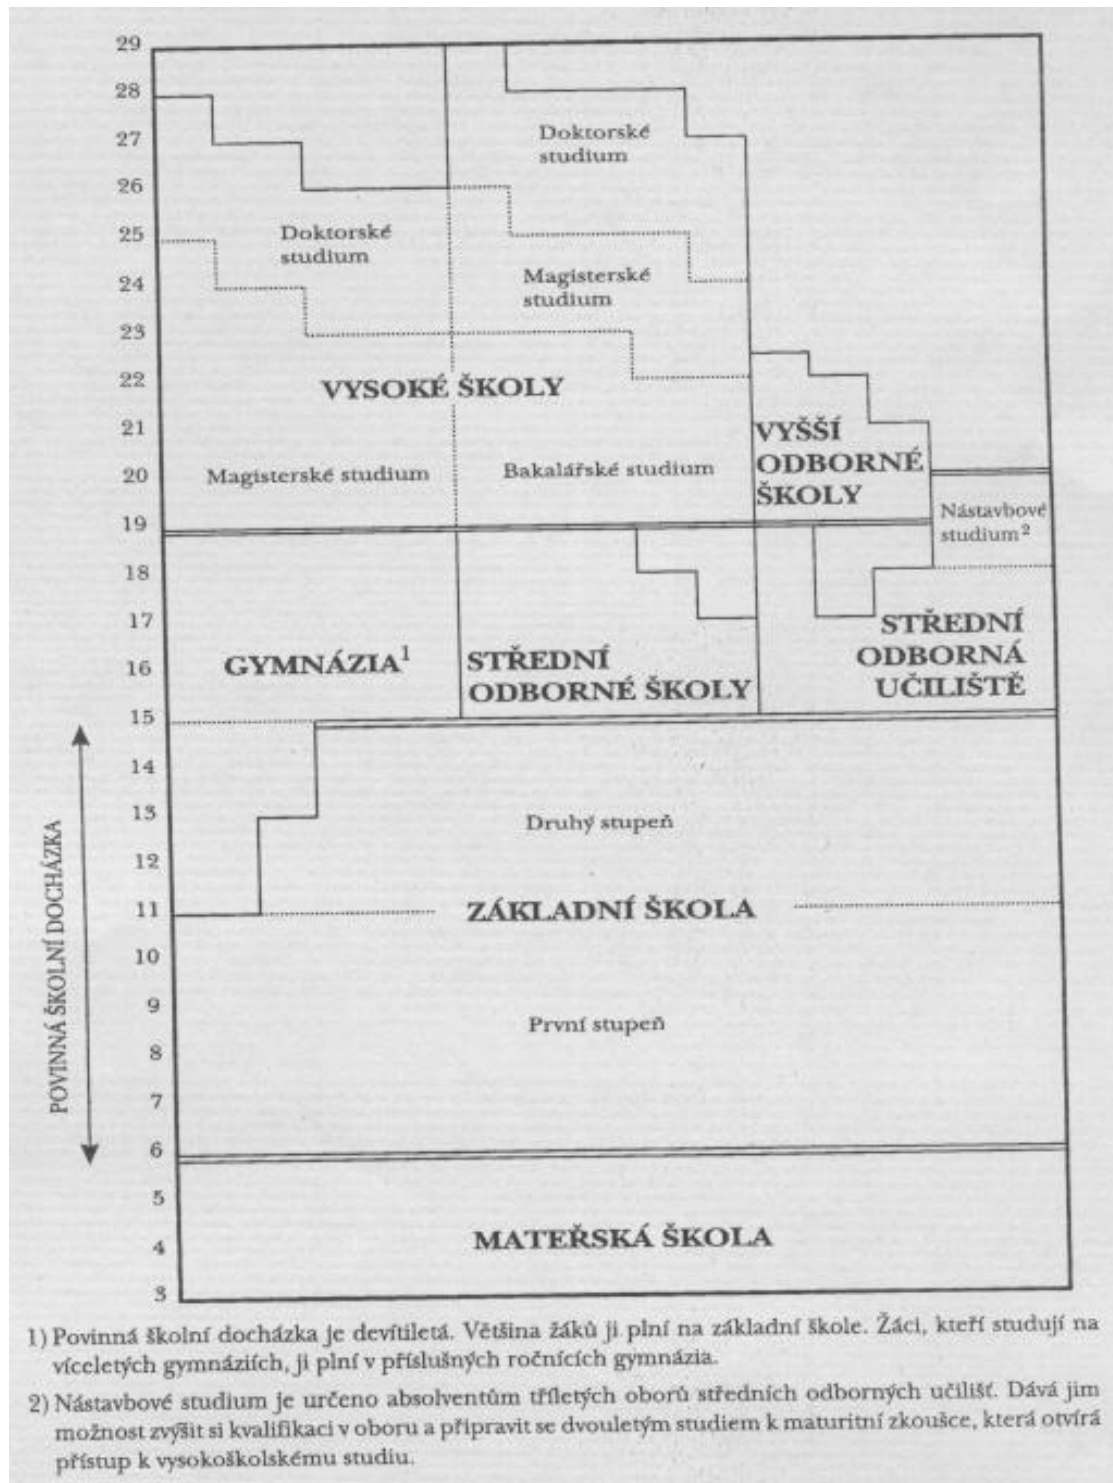 29
28
27
Doktorské
studium
26
25
Doktorské
studium
24
Magisterské
studium
23
22
VYSOKÉ ŠKOLY
21
VYŠŠÍ
ODBORNÉ
ŠKOLY
20
Magisterské studium
Bakalářské studium
19
Nástavbové
studium2
18
17
STŘEDNÍ
ODBORNÁ
UČILIŠTĚ
16
GYMNÁZIA1
STŘEDNÍ
ODBORNÉ ŠKOLY
15
14
13
Druhý stupeň
12
11
ZÁKLADNÍ ŠKOLA
10
9
První stupeň
8
7
6
POVINNÁ ŠKOLNÍ DOCHÁZKA
5
4
MATEŘSKÁ ŠKOLA
3
1) Povinná školní docházka je devítiletá. Většina žáků ji plní na základní škole. Žáci, kteří studují na
víceletých gymnáziích, ji plní v příslušných ročnících gymnázia.
2) Nástavbové studium je určeno absolventům tříletých oborů středních odborných učilišť. Dává jim
možnost zvýšit si kvalifikaci v oboru a připravit se dvouletým studiem k maturitní zkoušce, která otvírá
přístup k vysokoškolskému studiu.